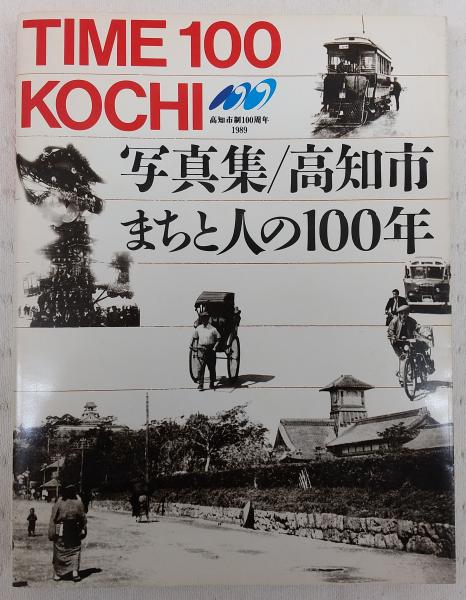 TIME 100
KOCHI
高知市制100周年
1989
写真集/高知市
まちと人の100年